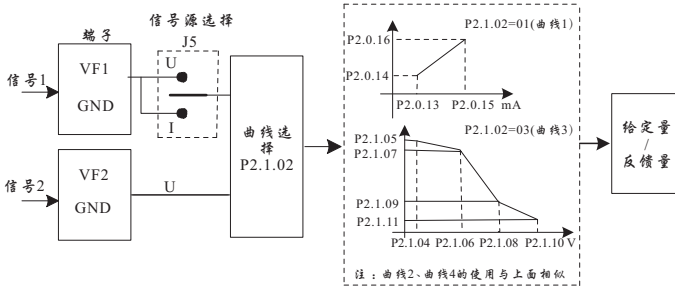 信号源选择
J5
端子
信号1
VF1
GND
U
I
信号2
VF2
GND
U
曲线选
择
P2.1.02
P2.1.02=01(曲线1)
P2.0.16
P2.0.14
P2.0.13
P2.0.15
mA
P2.1.02=03(曲线3)
P2.1.05
P2.1.07
P2.1.09
P2.1.11
P2.1.04
P2.1.06
P2.1.08
P2.1.10
V
注：曲线2、曲线4的使用与上面相似
给定量
/
反馈量